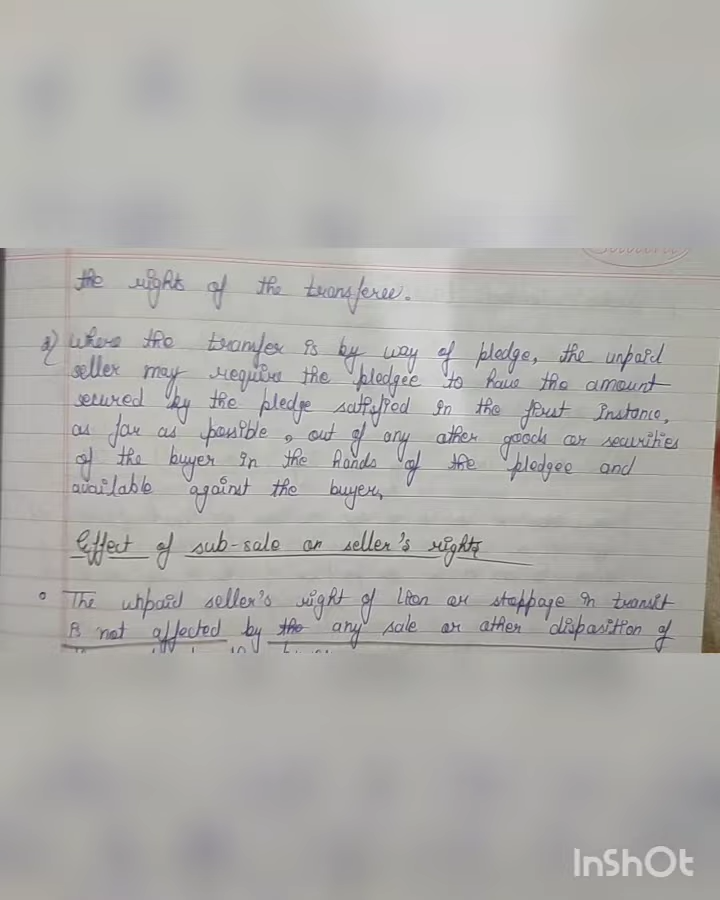 the rights of the transferee.
2) Where the transfer is by way of pledge, the unpaid
seller may require the pledgee to have the amount
secured by the pledge satisfied in the first instance,
as far as possible, out of any other goods or securities
of the buyer in the hands of the pledgee and
available against the buyer,
Effect of sub-sale on seller's rights
• The unpaid seller's right of lien or stoppage in transit
is not affected by the any sale or other disposition of
InShOt